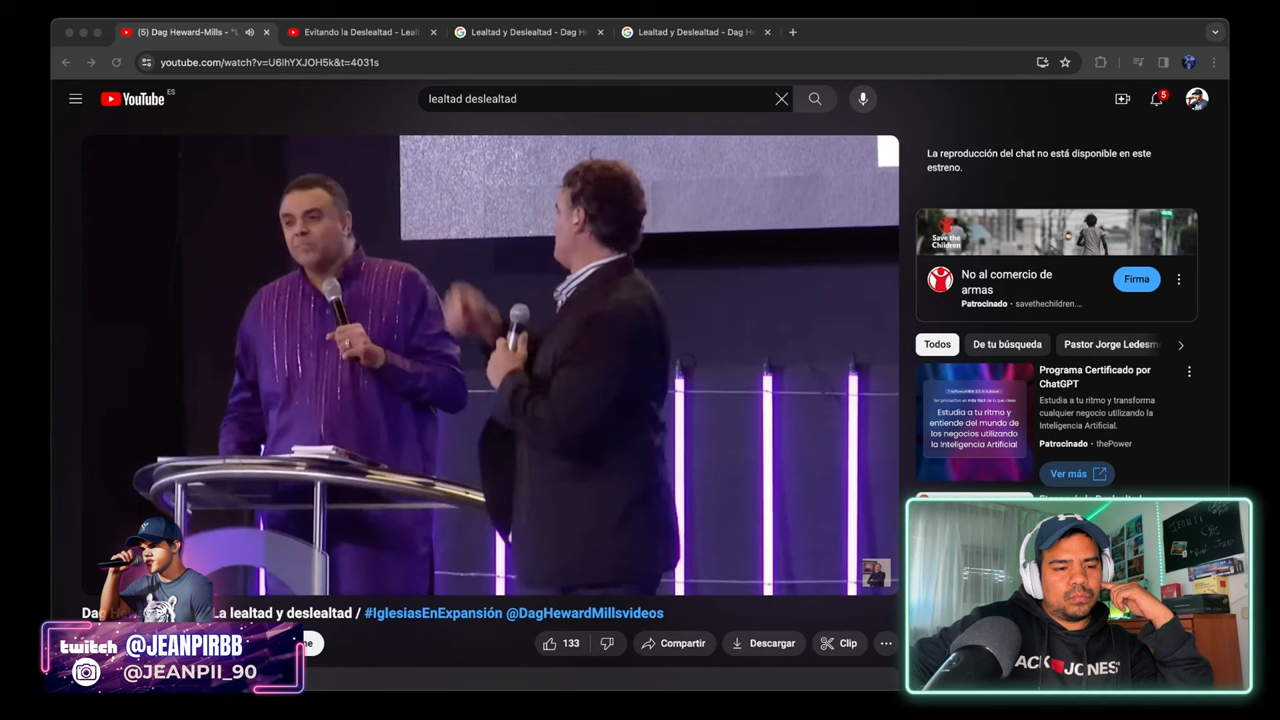 (5) Dag Heward-Mills - "L
Evitando la Deslealtad - Lealt
Lealtad y Deslealtad - Dag H
Lealtad y Deslealtad - Dag H
youtube.com/watch?v=U6lhYXJOH5k&t=4031s
YouTube ES
lealtad deslealtad
5
La reproducción del chat no está disponible en este
estreno.
Save the
Children
No al comercio de
armas
Patrocinado · savethechildren....
Firma
Todos
De tu búsqueda
Pastor Jorge Ledesm
Estudia a tu ritmo y
entiende del mundo de
los negocios utilizando
la Inteligencia Artificial
Programa Certificado por
ChatGPT
Estudia a tu ritmo y transforma
cualquier negocio utilizando la
Inteligencia Artificial.
Patrocinado · thePower
Ver más
La lealtad y deslealtad / #IglesiasEnExpansión @DagHewardMillsvideos
133
Compartir
Descargar
Clip
twitch @JEANPIRBB
@JEANPII_90
JONES